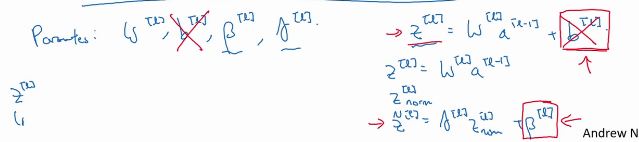 Parameters: W^[l], b^[l], β^[l], γ^[l].
→ z^[l] = W^[l] a^[l-1] + b^[l]
z^[l] = W^[l] a^[l-1]
z^[l]
z^[l]_norm
→ z̃^[l] = γ^[l] z^[l]_norm + β^[l] ←
Andrew N